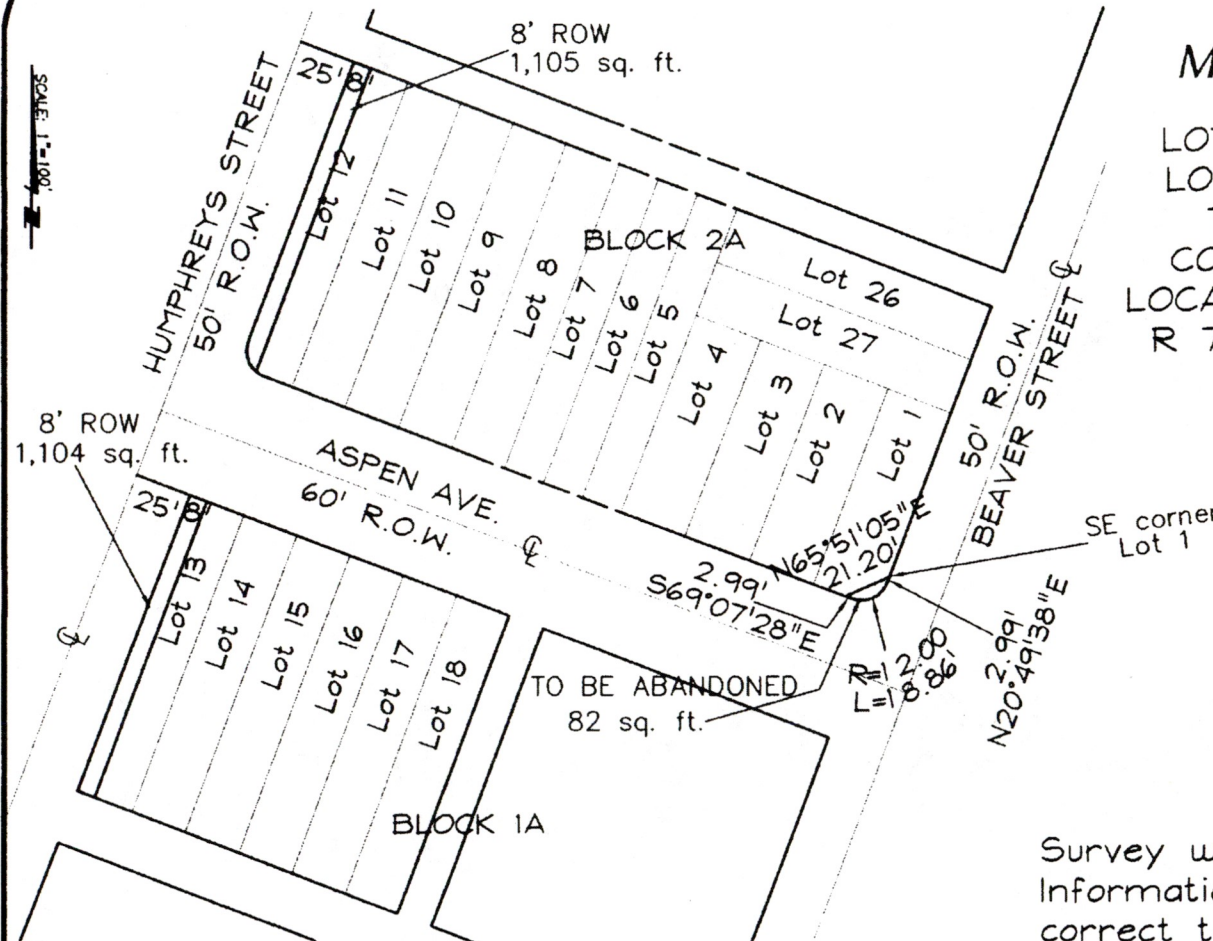 8' ROW
1,105 sq. ft.
25'
8'
SCALE: 1"=100'
N
HUMPHREYS STREET
50' R.O.W.
Lot 12
Lot 11
Lot 10
Lot 9
Lot 8
Lot 7
Lot 6
Lot 5
BLOCK 2A
Lot 26
Lot 27
Lot 4
Lot 3
Lot 2
Lot 1
50' R.O.W.
BEAVER STREET
M
LOT
LO
CO
LOCA
R 7
8' ROW
1,104 sq. ft.
ASPEN AVE.
60' R.O.W.
25'
8'
Lot 13
Lot 14
Lot 15
Lot 16
Lot 17
Lot 18
BLOCK 1A
N65°51'05"E
21.20'
2.99'
S69°07'28"E
SE corner
Lot 1
R=12.00
L=18.86'
2.99'
N20°49'38"E
TO BE ABANDONED
82 sq. ft.
Survey w
Informatio
correct t